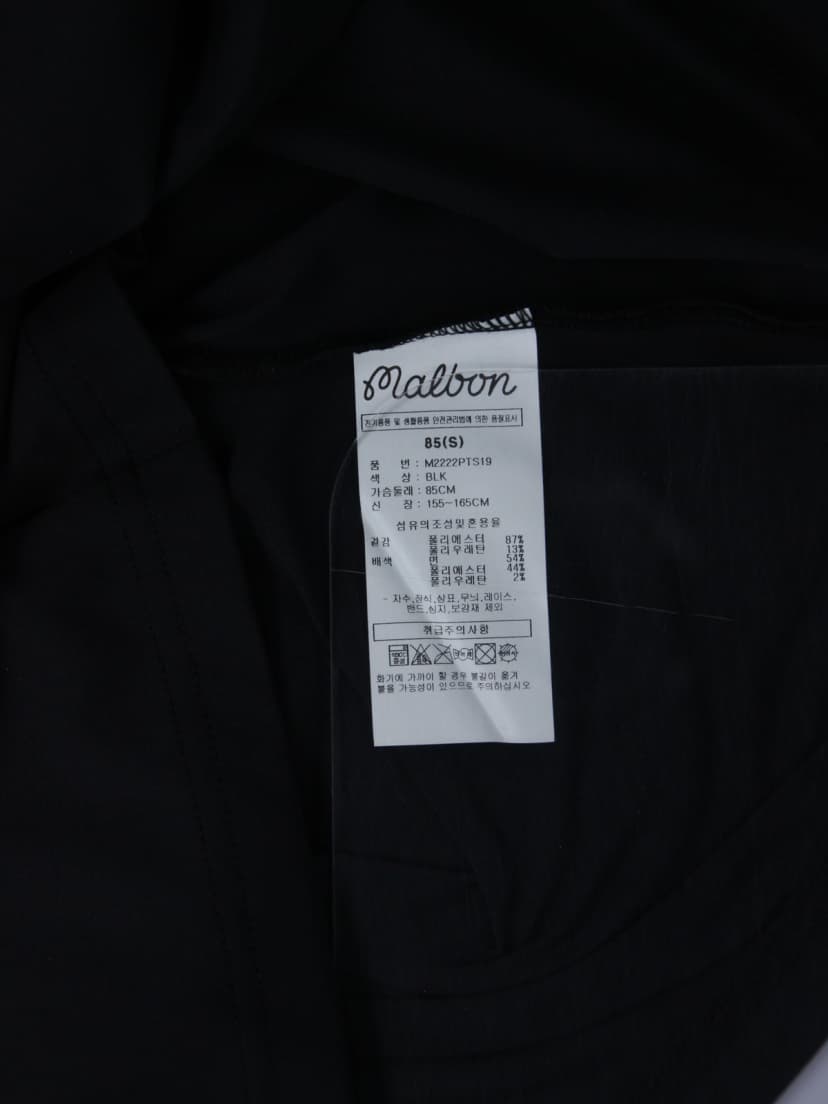 Malbon
전기용품 및 생활용품 안전관리법에 의한 품질표시
85(S)
품 번 : M2222PTS19
색 상 : BLK
가슴둘레 : 85CM
신 장 : 155~165CM
섬유의조성및혼용율
겉감 폴리에스터 87%
폴리우레탄 13%
배색 면 54%
폴리에스터 44%
폴리우레탄 2%
- 자수,장식,상표,무늬,레이스,
밴드,심지,보강재 제외
취급주의사항
화기에 가까이 할 경우 불길이 옮겨
붙을 가능성이 있으므로 주의하십시오